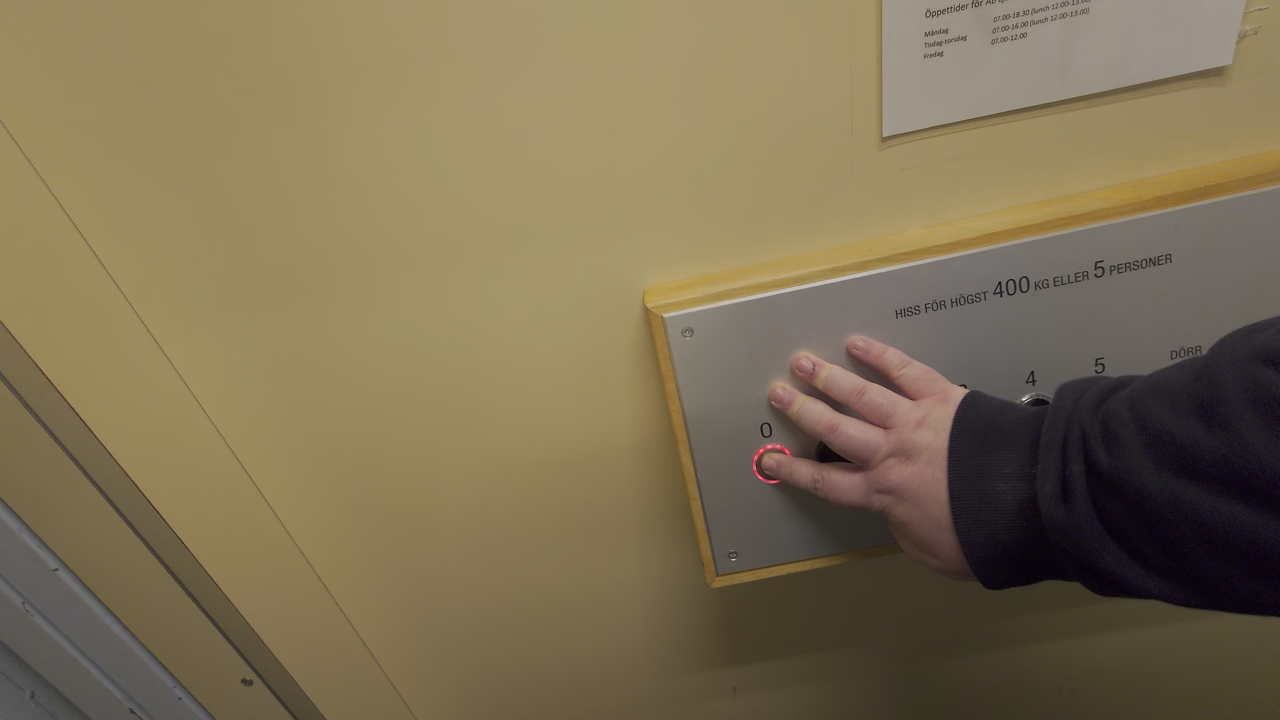 Öppettider för
Måndag 07.00-18.30 (lunch 12.00-13.00)
Tisdag-torsdag 07.00-16.00 (lunch 12.00-13.00)
Fredag 07.00-12.00
HISS FÖR HÖGST 400 KG ELLER 5 PERSONER
DÖRR
0 4 5